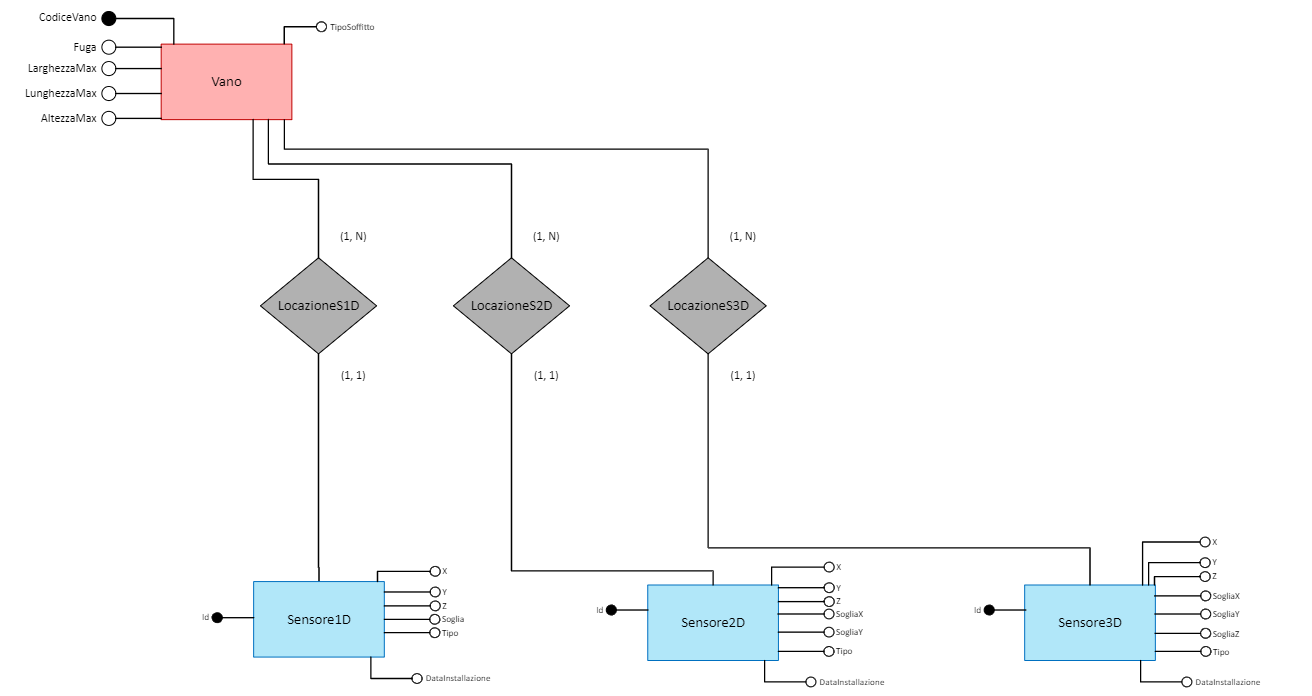 CodiceVano
TipoSoffitto
Fuga
LarghezzaMax
Vano
LunghezzaMax
AltezzaMax
(1, N)
(1, N)
(1, N)
LocazioneS1D
LocazioneS2D
LocazioneS3D
(1, 1)
(1, 1)
(1, 1)
Id
Sensore1D
X
Y
Z
Soglia
Tipo
DataInstallazione
Id
Sensore2D
X
Y
Z
SogliaX
SogliaY
Tipo
DataInstallazione
Id
Sensore3D
X
Y
Z
SogliaX
SogliaY
SogliaZ
Tipo
DataInstallazione